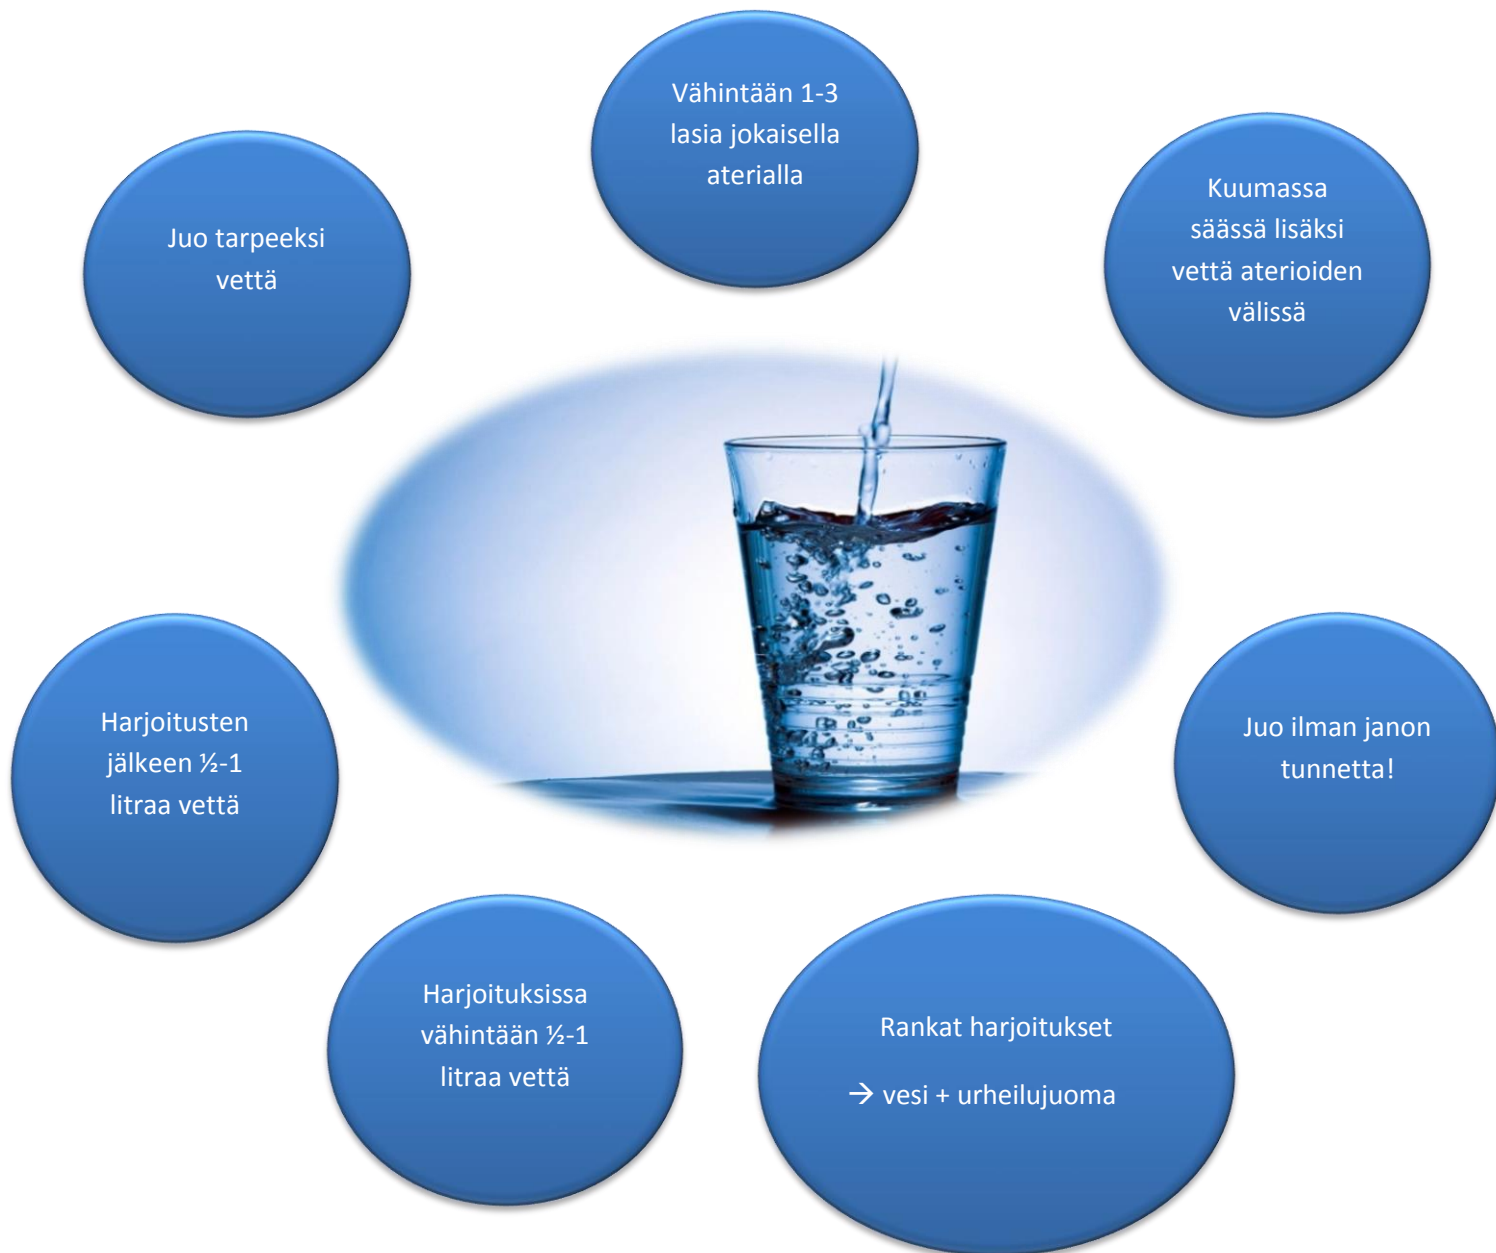 Vähintään 1-3
lasia jokaisella
aterialla
Juo tarpeeksi
vettä
Kuumassa
säässä lisäksi
vettä aterioiden
välissä
Harjoitusten
jälkeen ½-1
litraa vettä
Juo ilman janon
tunnetta!
Harjoituksissa
vähintään ½-1
litraa vettä
Rankat harjoitukset
→ vesi + urheilujuoma